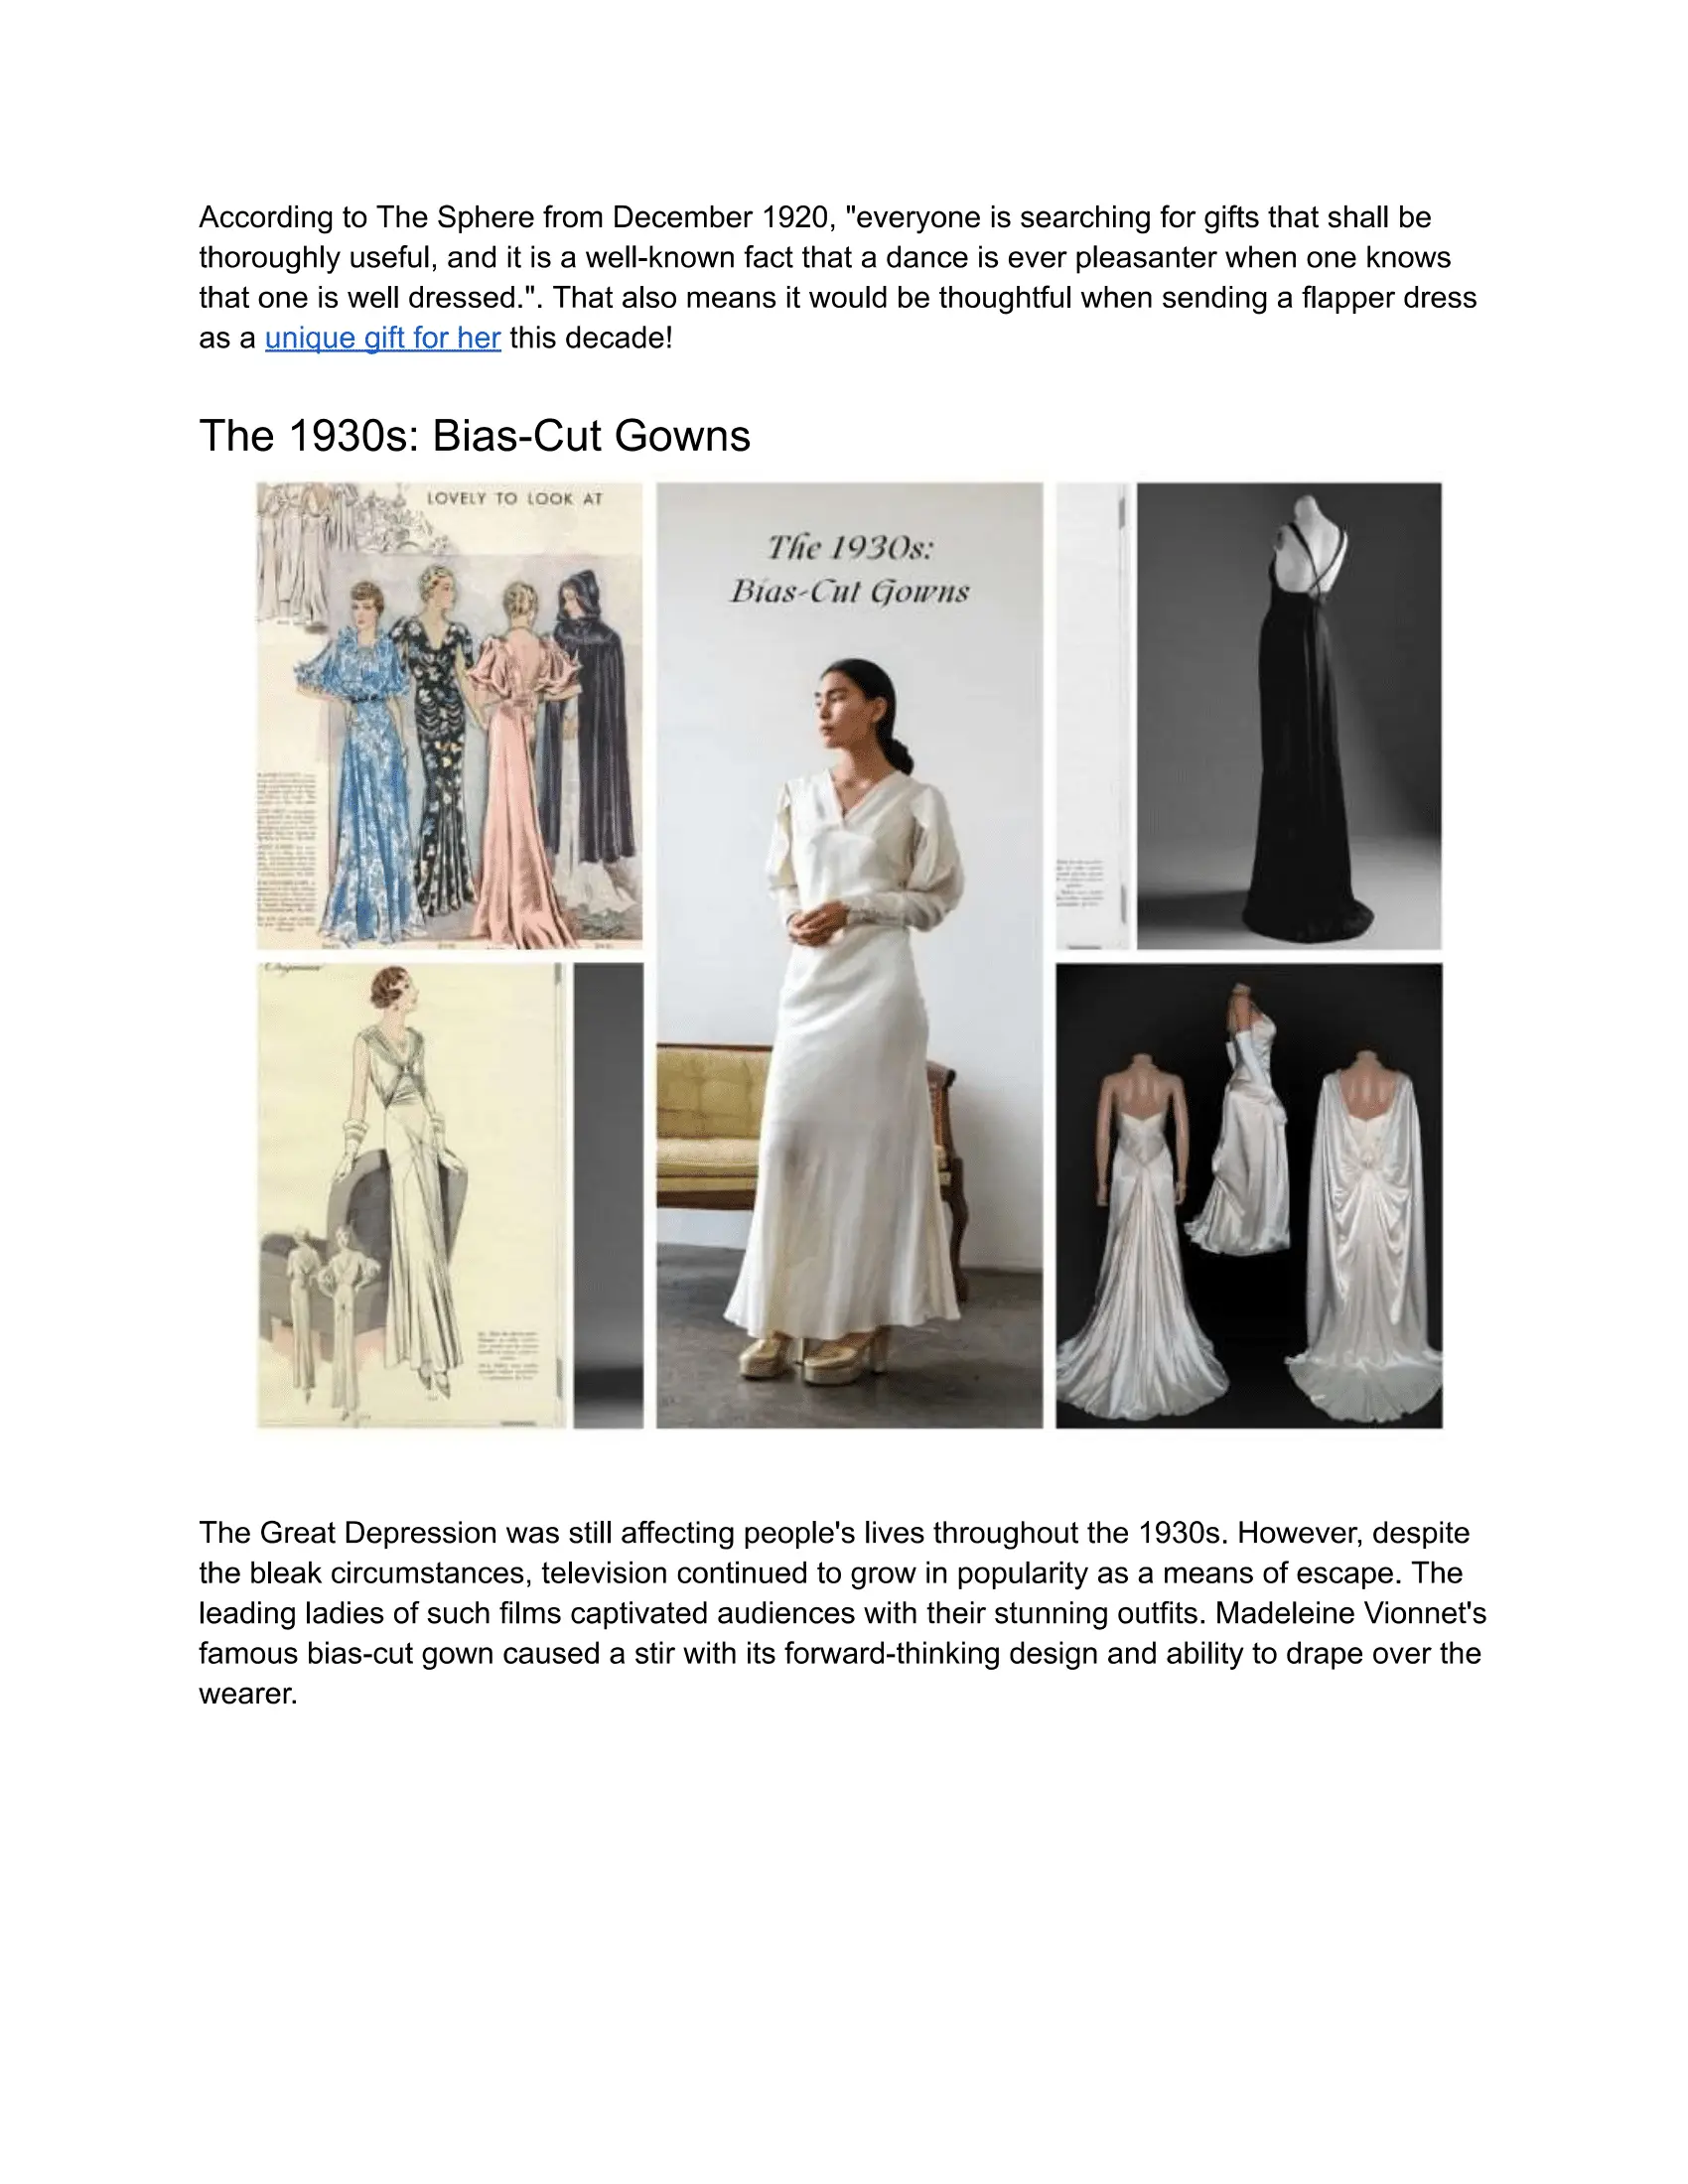 According to The Sphere from December 1920, "everyone is searching for gifts that shall be
thoroughly useful, and it is a well-known fact that a dance is ever pleasanter when one knows
that one is well dressed.". That also means it would be thoughtful when sending a flapper dress
as a unique gift for her this decade!
The 1930s: Bias-Cut Gowns
LOVELY TO LOOK AT
The 1930s:
Bias-Cut Gowns
The Great Depression was still affecting people's lives throughout the 1930s. However, despite
the bleak circumstances, television continued to grow in popularity as a means of escape. The
leading ladies of such films captivated audiences with their stunning outfits. Madeleine Vionnet's
famous bias-cut gown caused a stir with its forward-thinking design and ability to drape over the
wearer.